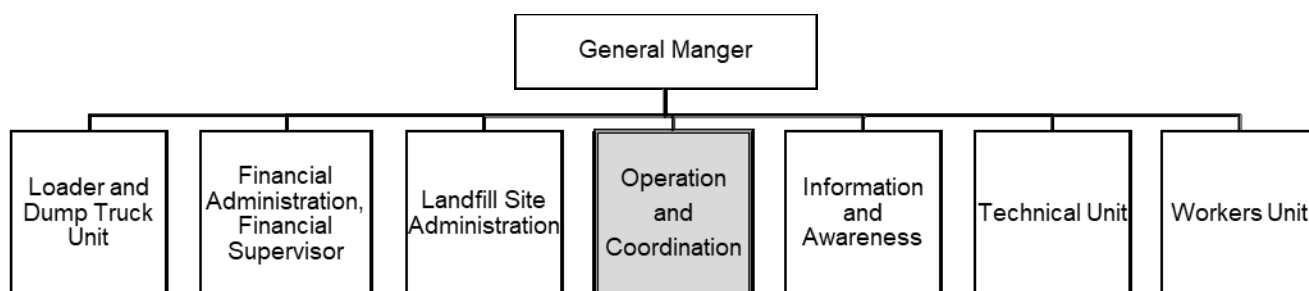 General Manger
Loader and
Dump Truck
Unit
Financial
Administration,
Financial
Supervisor
Landfill Site
Administration
Operation
and
Coordination
Information
and
Awareness
Technical Unit
Workers Unit